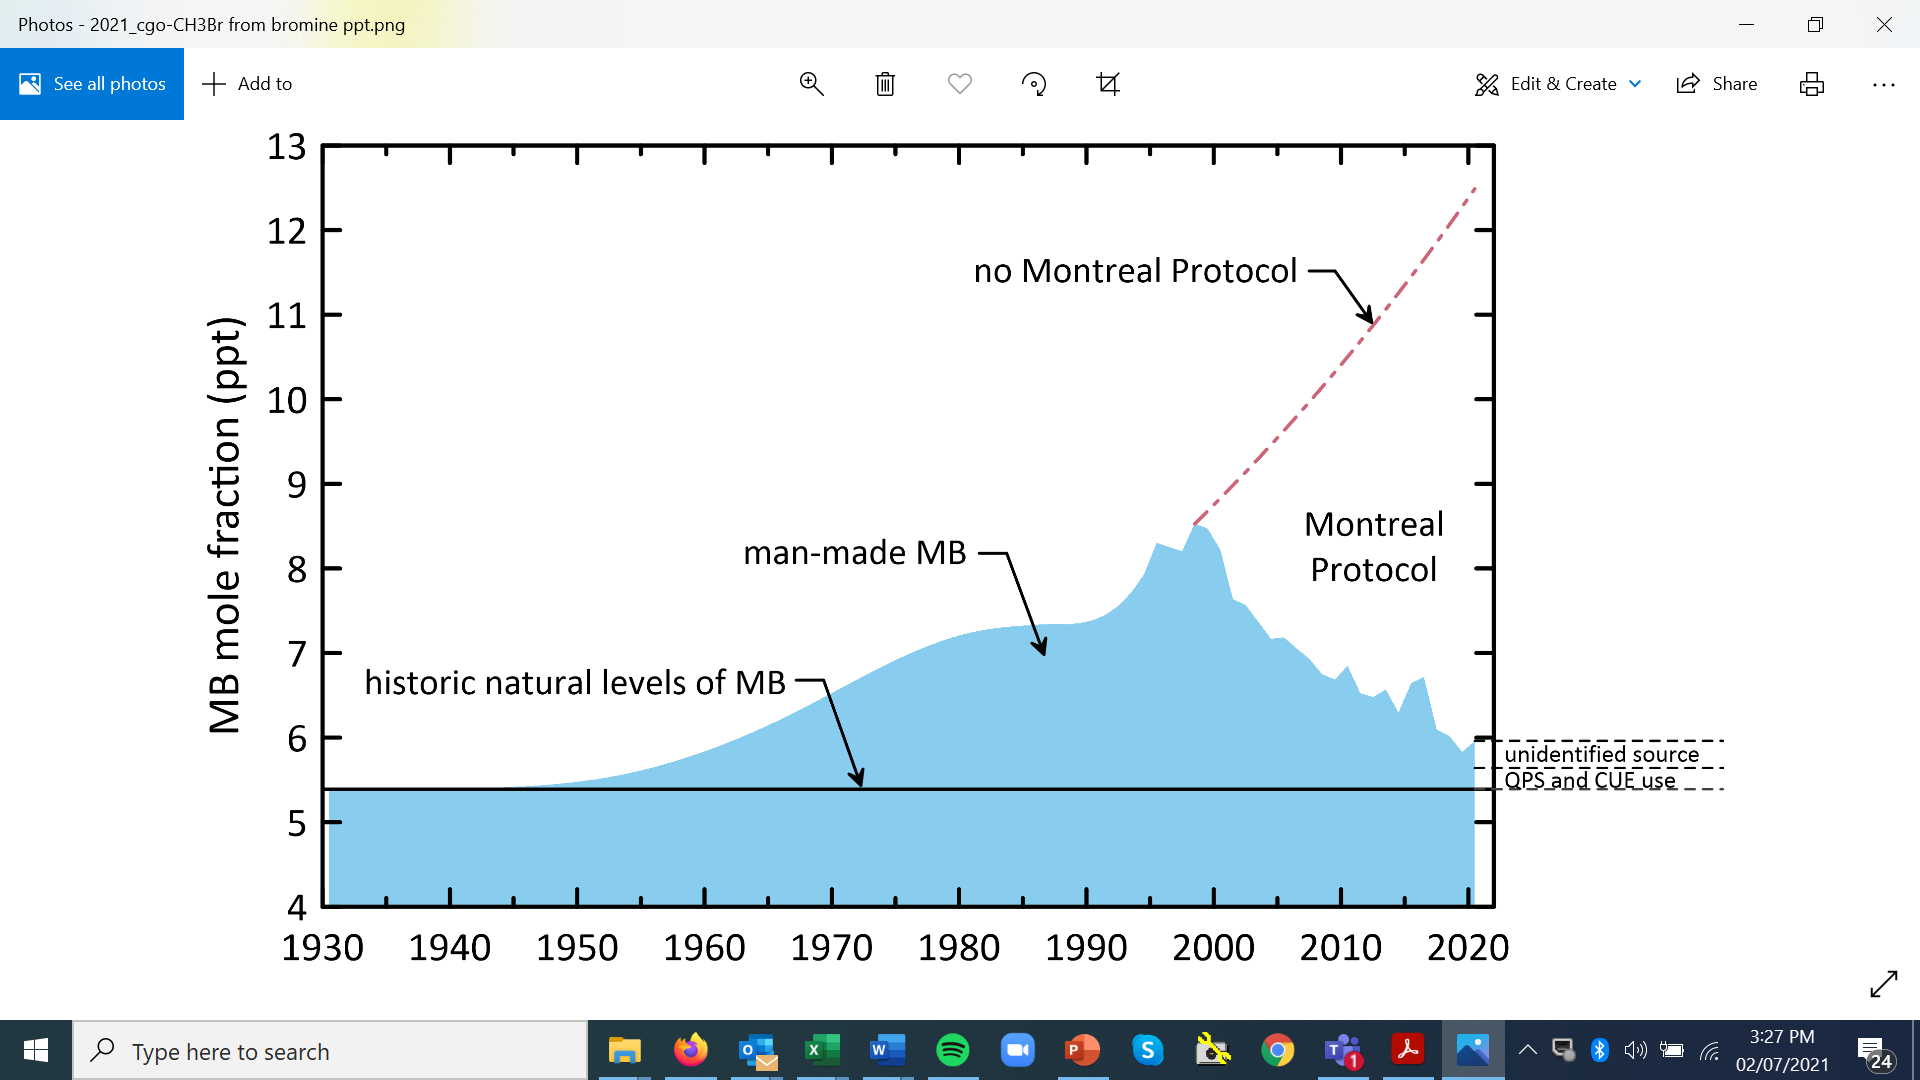 Photos - 2021_cgo-CH3Br from bromine ppt.png
See all photos
Add to
Edit & Create
Share
13
12
11
10
9
8
7
6
5
4
MB mole fraction (ppt)
no Montreal Protocol
Montreal
Protocol
man-made MB
historic natural levels of MB
unidentified source
QPS and CUE use
1930 1940 1950 1960 1970 1980 1990 2000 2010 2020
Type here to search
3:27 PM
02/07/2021
24
1